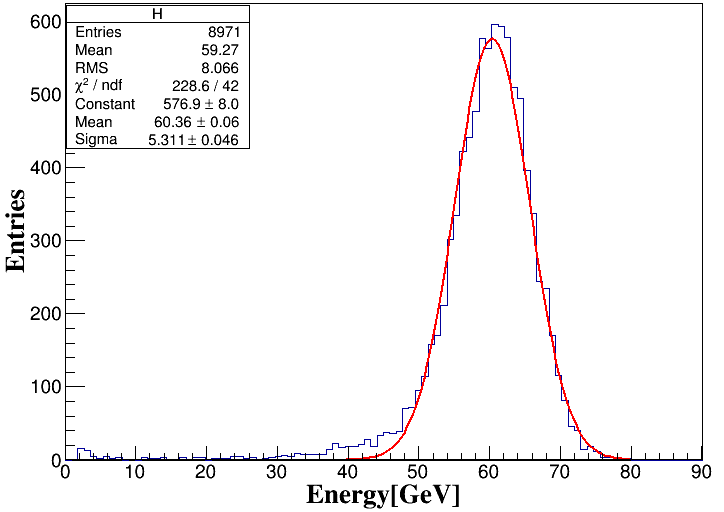 H
Entries 8971
Mean 59.27
RMS 8.066
χ² / ndf 228.6 / 42
Constant 576.9 ± 8.0
Mean 60.36 ± 0.06
Sigma 5.311 ± 0.046
600
500
400
300
200
100
0
Entries
0 10 20 30 40 50 60 70 80 90
Energy[GeV]